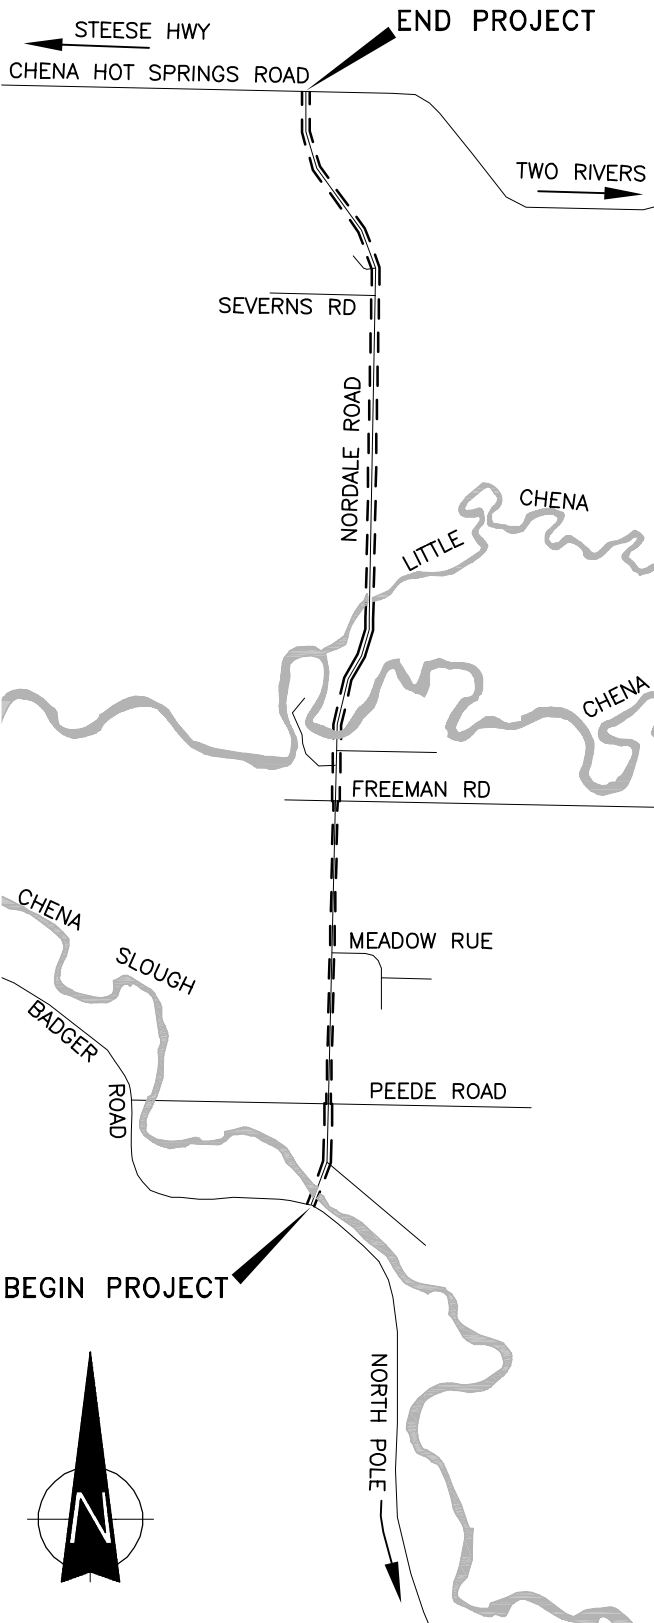 END PROJECT
STEESE HWY
CHENA HOT SPRINGS ROAD
TWO RIVERS
SEVERNS RD
NORDALE ROAD
LITTLE
CHENA
CHENA
FREEMAN RD
CHENA
SLOUGH
MEADOW RUE
BADGER
ROAD
PEEDE ROAD
BEGIN PROJECT
NORTH POLE
N